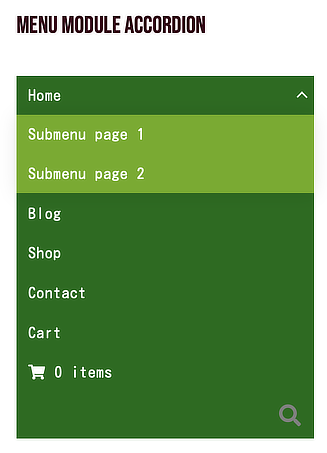 MENU MODULE ACCORDION
Home
Submenu page 1
Submenu page 2
Blog
Shop
Contact
Cart
0 items